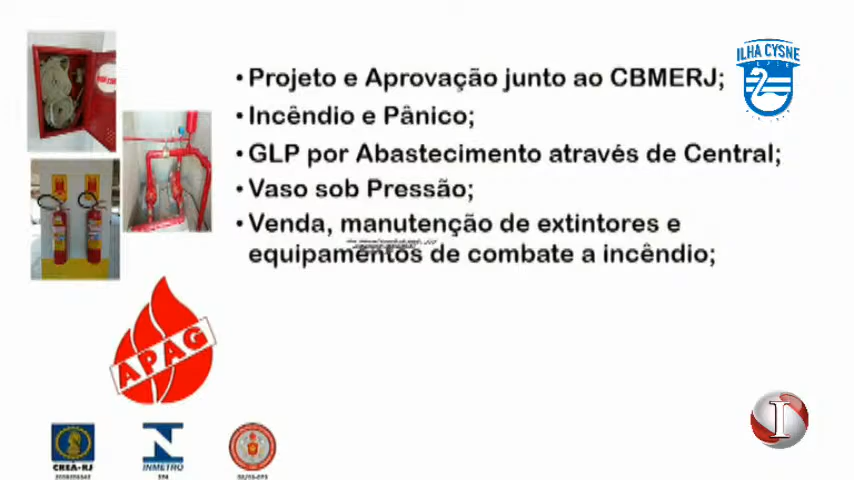 ILHA CYSNE
• Projeto e Aprovação junto ao CBMERJ;
• Incêndio e Pânico;
• GLP por Abastecimento através de Central;
• Vaso sob Pressão;
• Venda, manutenção de extintores e
equipamentos de combate a incêndio;
APAG
CREA-RJ
INMETRO
I